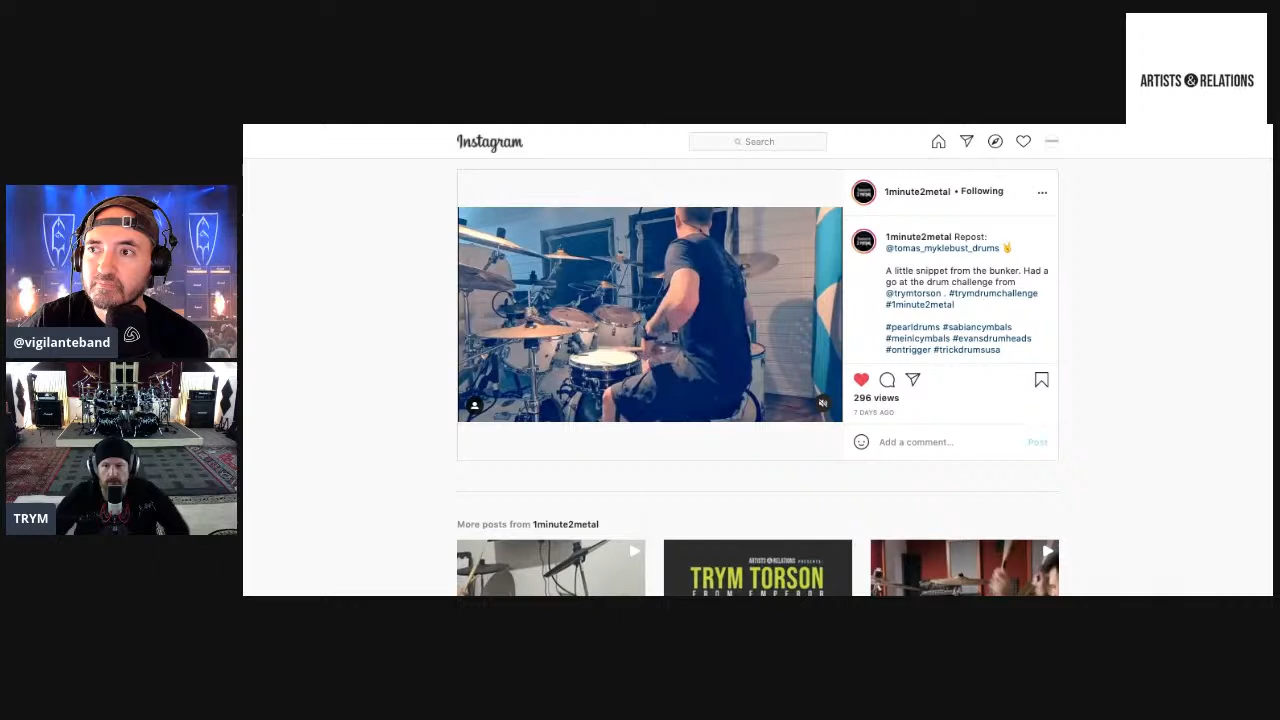 ARTISTS & RELATIONS
Instagram
Search
1minute2metal • Following
1minute2metal Repost:
@tomas_myklebust_drums 🤘
A little snippet from the bunker. Had a
go at the drum challenge from
@trymtorson . #trymdrumchallenge
#1minute2metal
#pearldrums #sabiancymbals
#meinlcymbals #evansdrumheads
#ontrigger #trickdrumsusa
296 views
7 DAYS AGO
Add a comment...
Post
@vigilanteband
TRYM
More posts from 1minute2metal
ARTISTS & RELATIONS PRESENTS:
TRYM TORSON
FROM EMPEROR